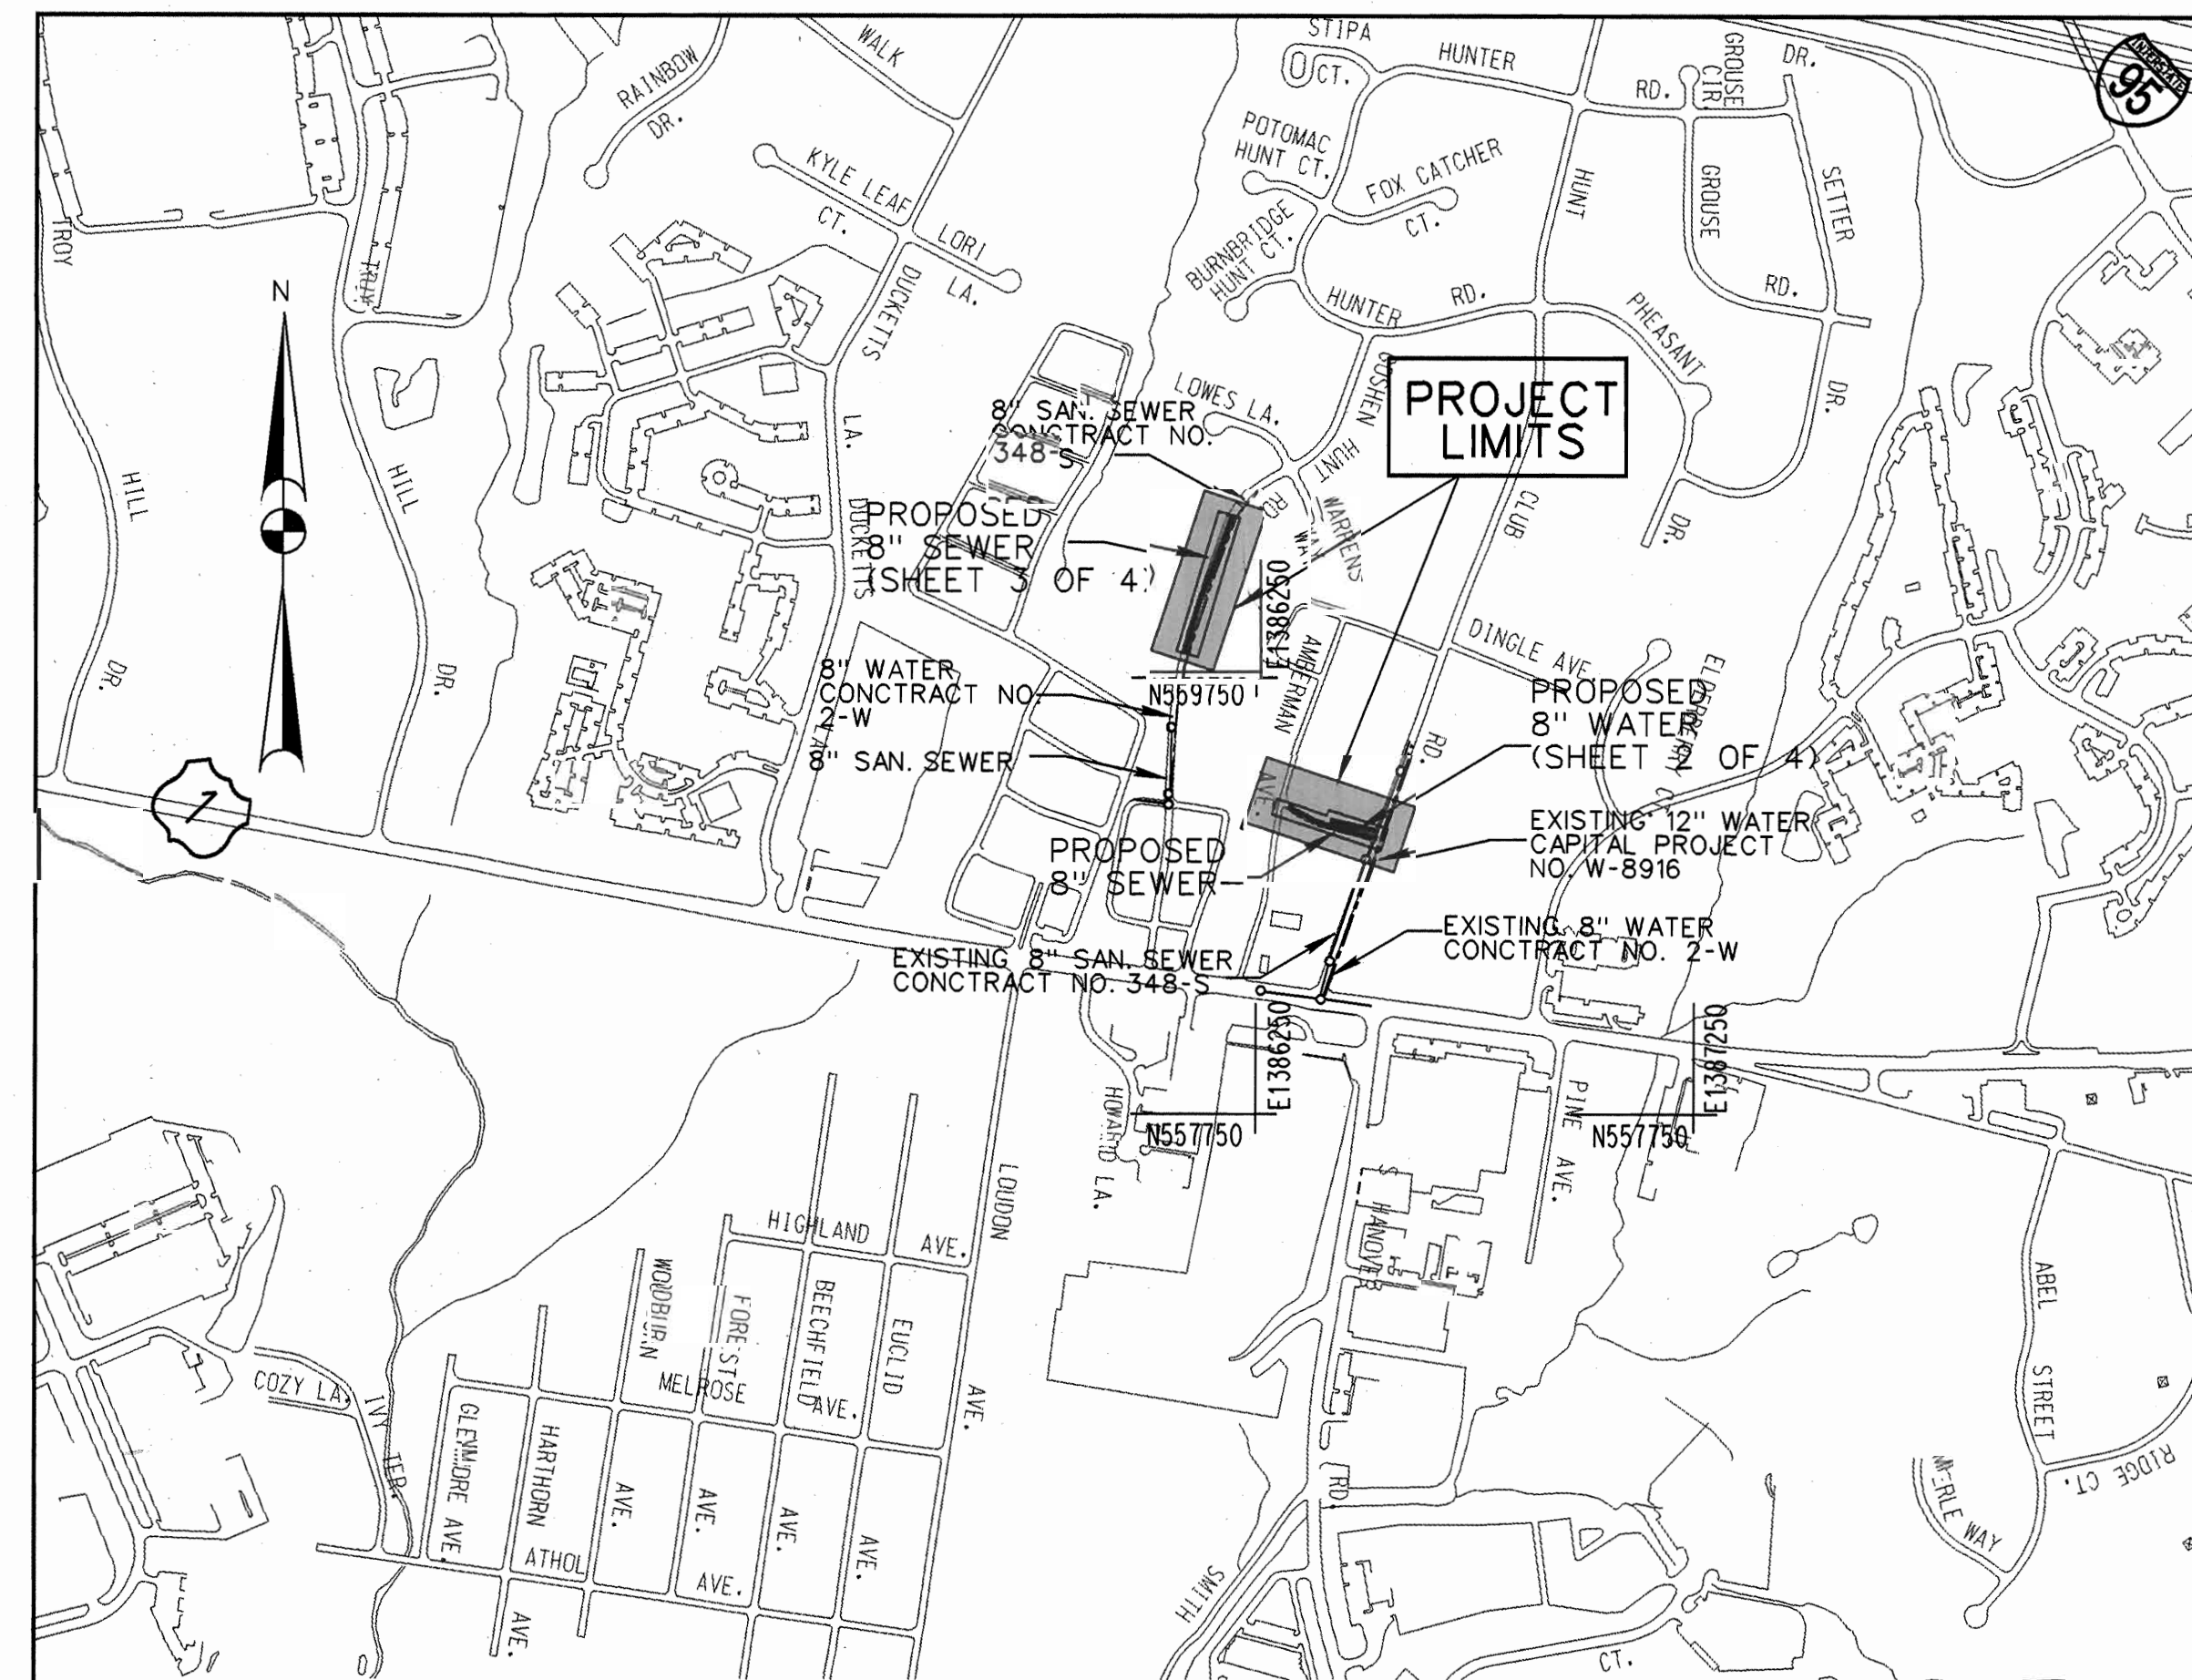 STIPA
CT.
HUNTER
RD.
GROUSE
CIR.
DR.
INTERSTATE
95
WALK
RAINBOW
DR.
KYLE LEAF
CT.
LORI
LA.
POTOMAC
HUNT CT.
FOX CATCHER
CT.
BURNBRIDGE
HUNT CT.
HUNT
GROUSE
SETTER
RD.
TROY
DUCKETTS
HUNTER
RD.
PHEASANT
DR.
N
PROJECT
LIMITS
LOWES LA.
8" SAN. SEWER
CONCTRACT NO.
348-S
GOSHEN
HUNT
RD
LA.
HILL
HILL
DUCKETTS
PROPOSED
8" SEWER
(SHEET 3 OF 4)
WARRENS
WAY
CLUB
DR.
E1386250
N559750
DINGLE AVE.
AMBERMAN
AVE.
DR.
DR.
8" WATER
CONCTRACT NO.
2-W
8" SAN. SEWER
LA.
PROPOSED
8" WATER
(SHEET 2 OF 4)
ELDERBERRY
RD.
1
PROPOSED
8" SEWER
EXISTING 12" WATER
CAPITAL PROJECT
NO. W-8916
EXISTING 8" WATER
CONCTRACT NO. 2-W
EXISTING 8" SAN. SEWER
CONCTRACT NO. 348-S
E1386250
E1387250
N557750
N557750
HOWARD LA.
PINE
AVE.
LOUDON
AVE.
HANOVER
RD
HIGHLAND
AVE.
FOREST
BEECHFIELD
EUCLID
MELROSE
AVE.
COZY LA.
IVY
TER.
GLENMORE AVE.
HARTHORN
AVE.
AVE.
AVE.
AVE.
AVE.
ATHOL
AVE.
SMITH
ABEL
STREET
RIDGE CT.
WAY
CT.